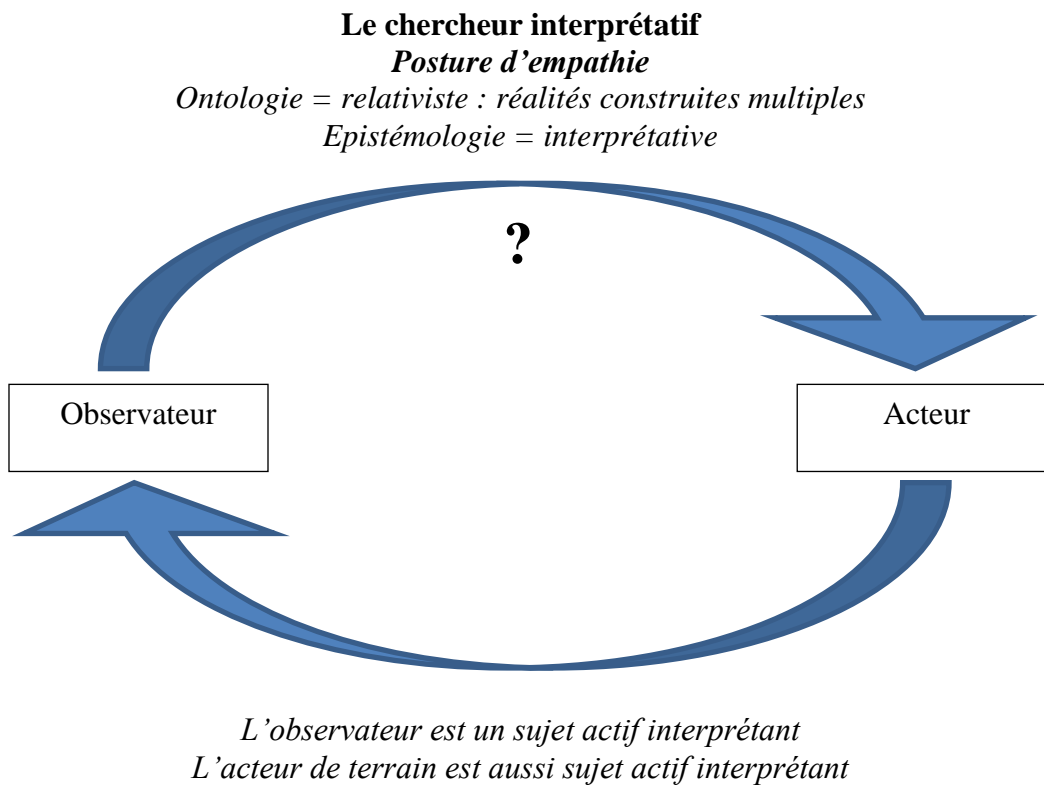 Le chercheur interprétatif
Posture d’empathie
Ontologie = relativiste : réalités construites multiples
Epistémologie = interprétative
?
Observateur
Acteur
L’observateur est un sujet actif interprétant
L’acteur de terrain est aussi sujet actif interprétant